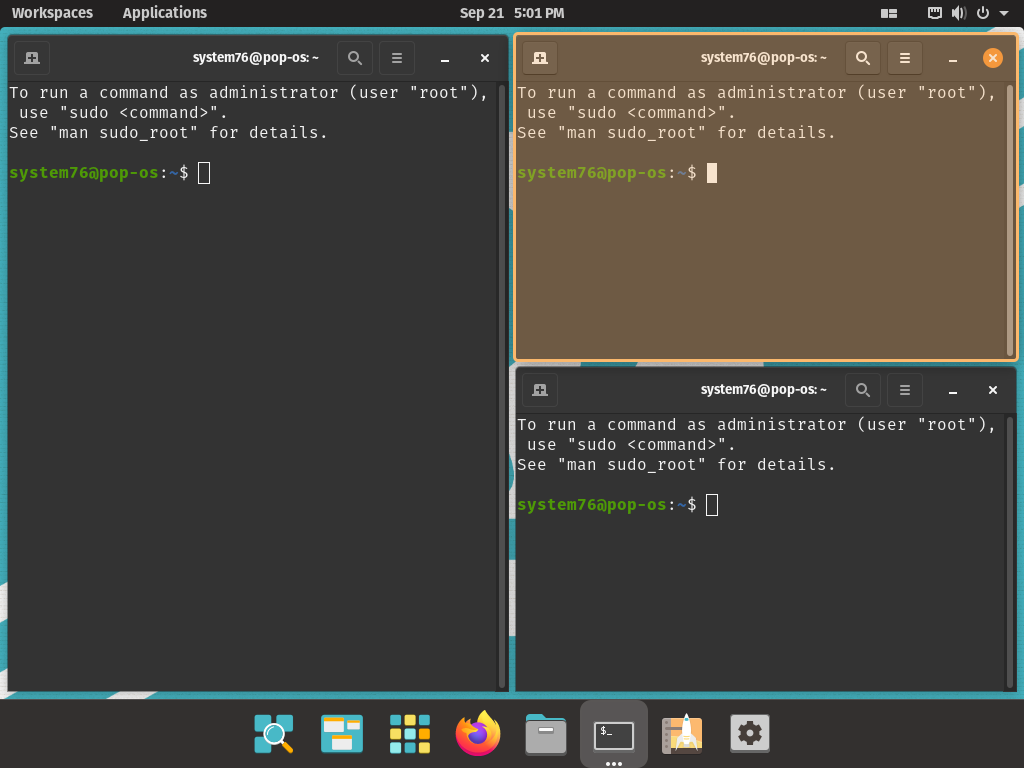 Workspaces Applications Sep 21 5:01 PM
system76@pop-os: ~
To run a command as administrator (user "root"),
 use "sudo <command>".
See "man sudo_root" for details.
system76@pop-os:~$
system76@pop-os: ~
To run a command as administrator (user "root"),
 use "sudo <command>".
See "man sudo_root" for details.
system76@pop-os:~$
system76@pop-os: ~
To run a command as administrator (user "root"),
 use "sudo <command>".
See "man sudo_root" for details.
system76@pop-os:~$
$_